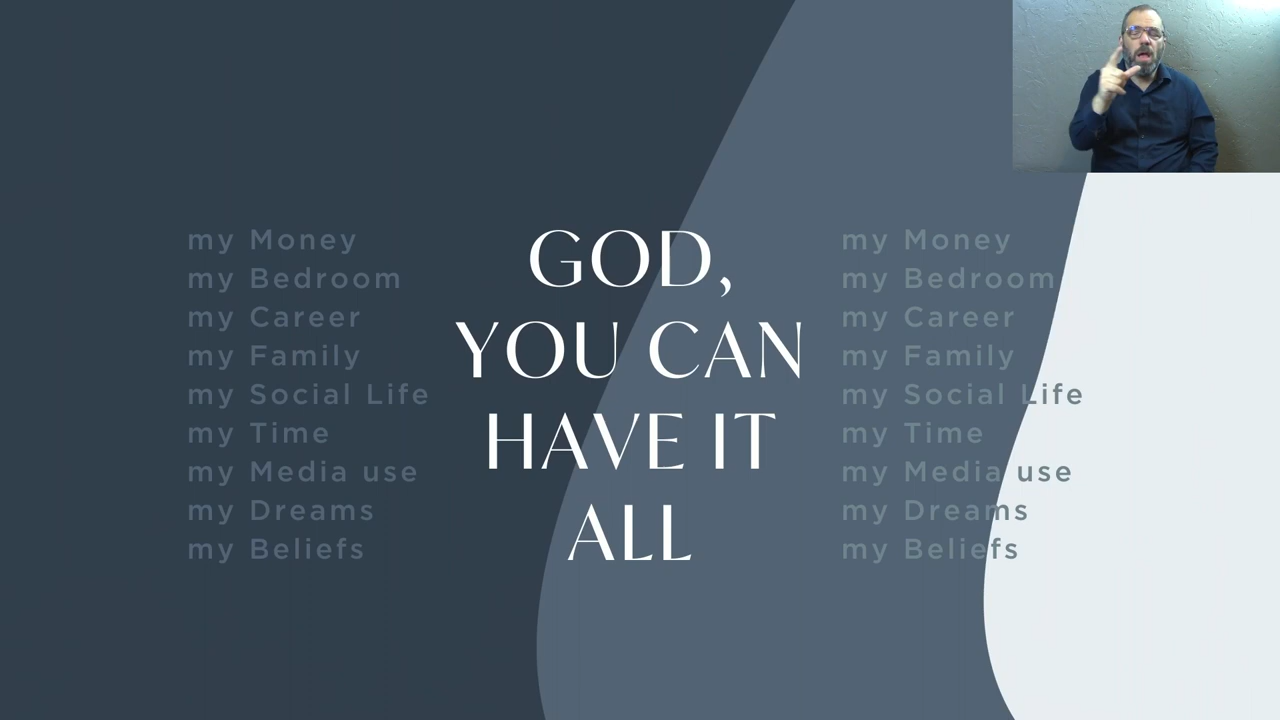 my Money
my Bedroom
my Career
my Family
my Social Life
my Time
my Media use
my Dreams
my Beliefs
GOD,
YOU CAN
HAVE IT
ALL
my Money
my Bedroom
my Career
my Family
my Social Life
my Time
my Media use
my Dreams
my Beliefs